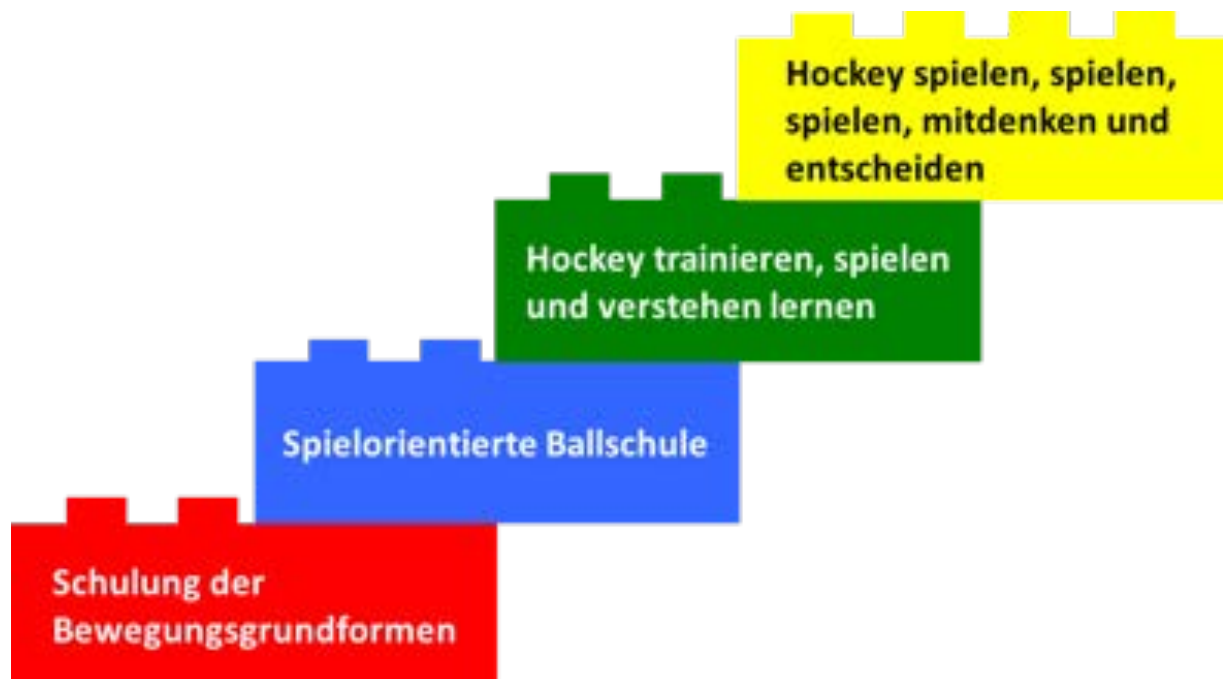 Hockey spielen, spielen,
spielen, mitdenken und
entscheiden
Hockey trainieren, spielen
und verstehen lernen
Spielorientierte Ballschule
Schulung der
Bewegungsgrundformen